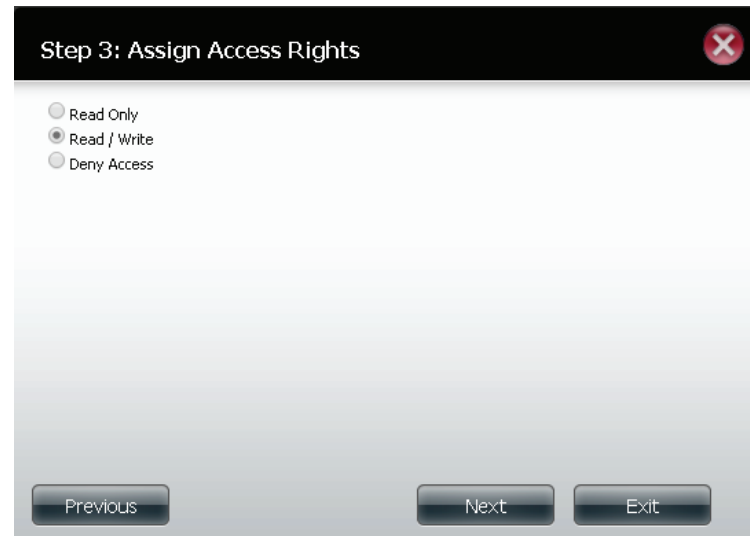 Step 3: Assign Access Rights
Read Only
Read / Write
Deny Access
Previous
Next
Exit